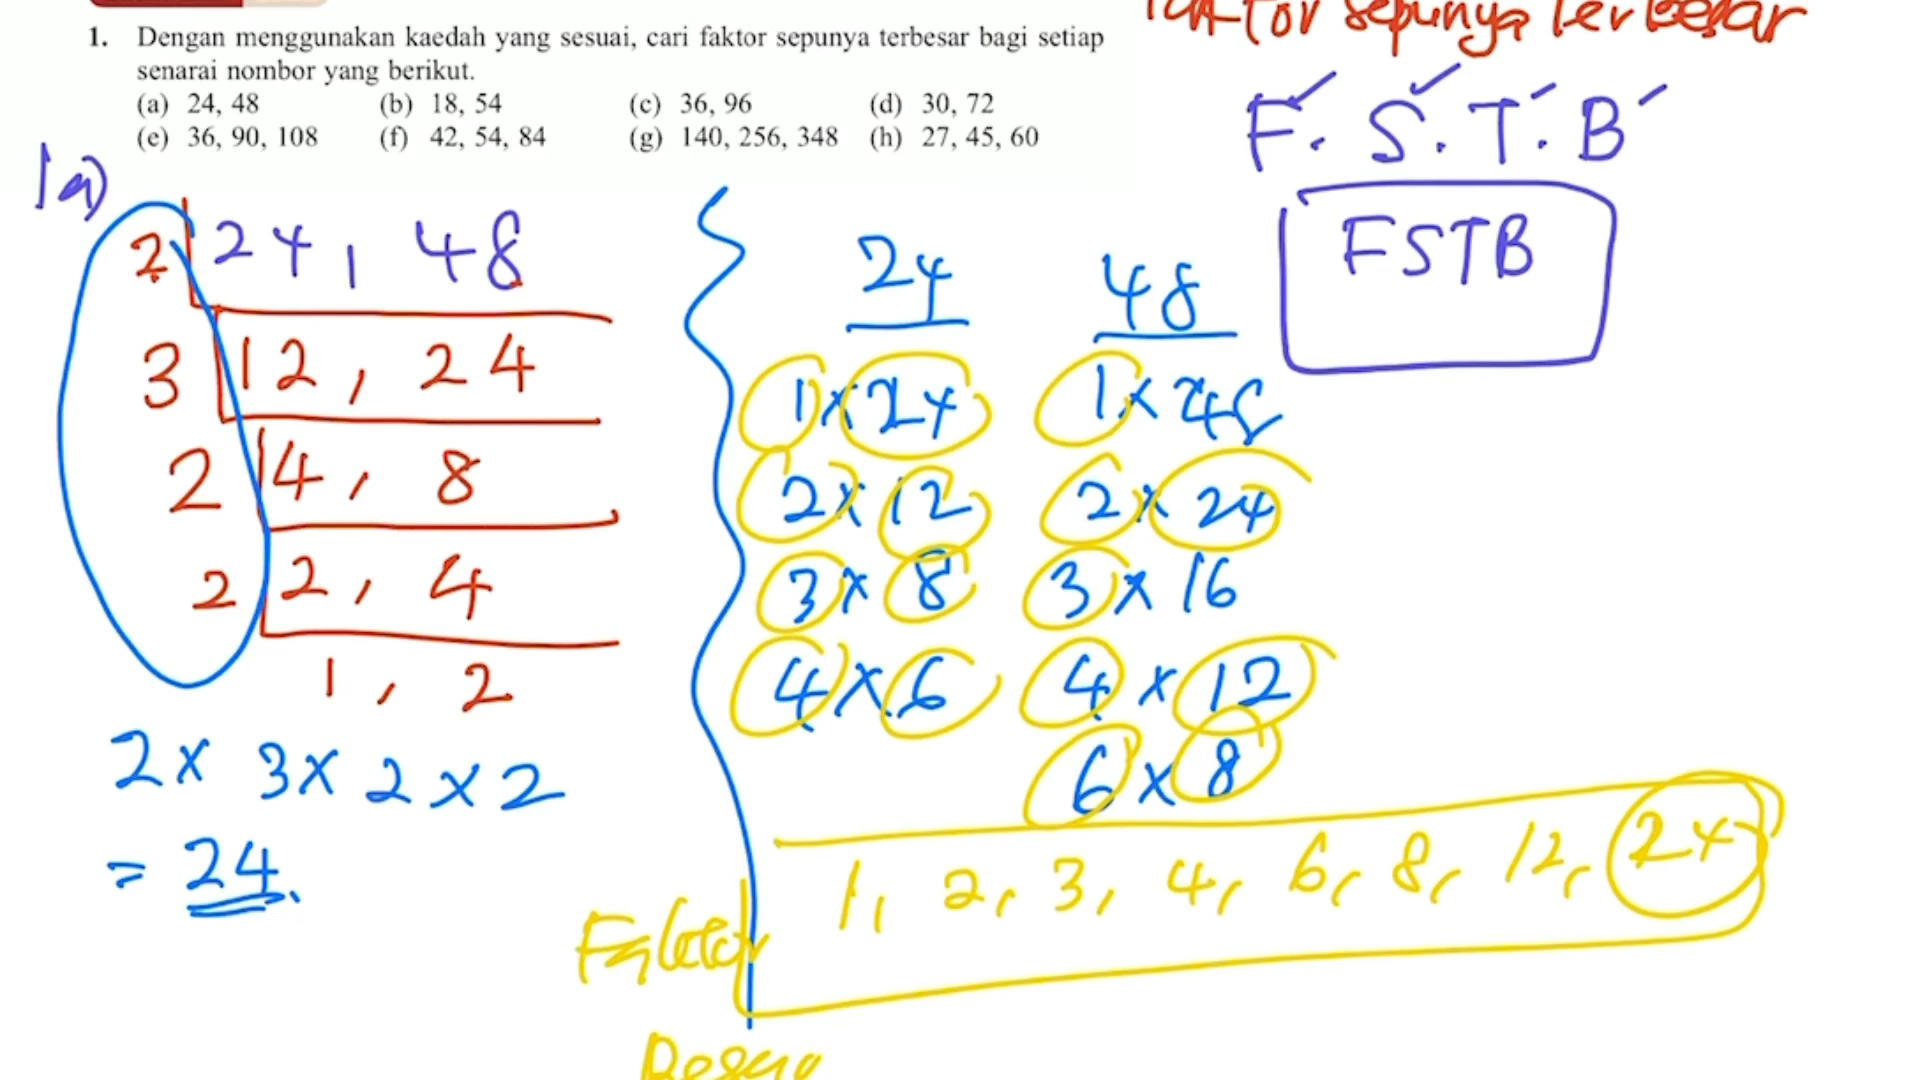 Faktor sepunya terbesar
1. Dengan menggunakan kaedah yang sesuai, cari faktor sepunya terbesar bagi setiap
senarai nombor yang berikut.
(a) 24, 48 (b) 18, 54 (c) 36, 96 (d) 30, 72
(e) 36, 90, 108 (f) 42, 54, 84 (g) 140, 256, 348 (h) 27, 45, 60
F. S. T. B
FSTB
1a)
2 24, 48
3 12, 24
2 4, 8
2 2, 4
1, 2
2 x 3 x 2 x 2
= 24.
24 48
1 x 24 1 x 48
2 x 12 2 x 24
3 x 8 3 x 16
4 x 6 4 x 12
6 x 8
Faktor 1, 2, 3, 4, 6, 8, 12, 24